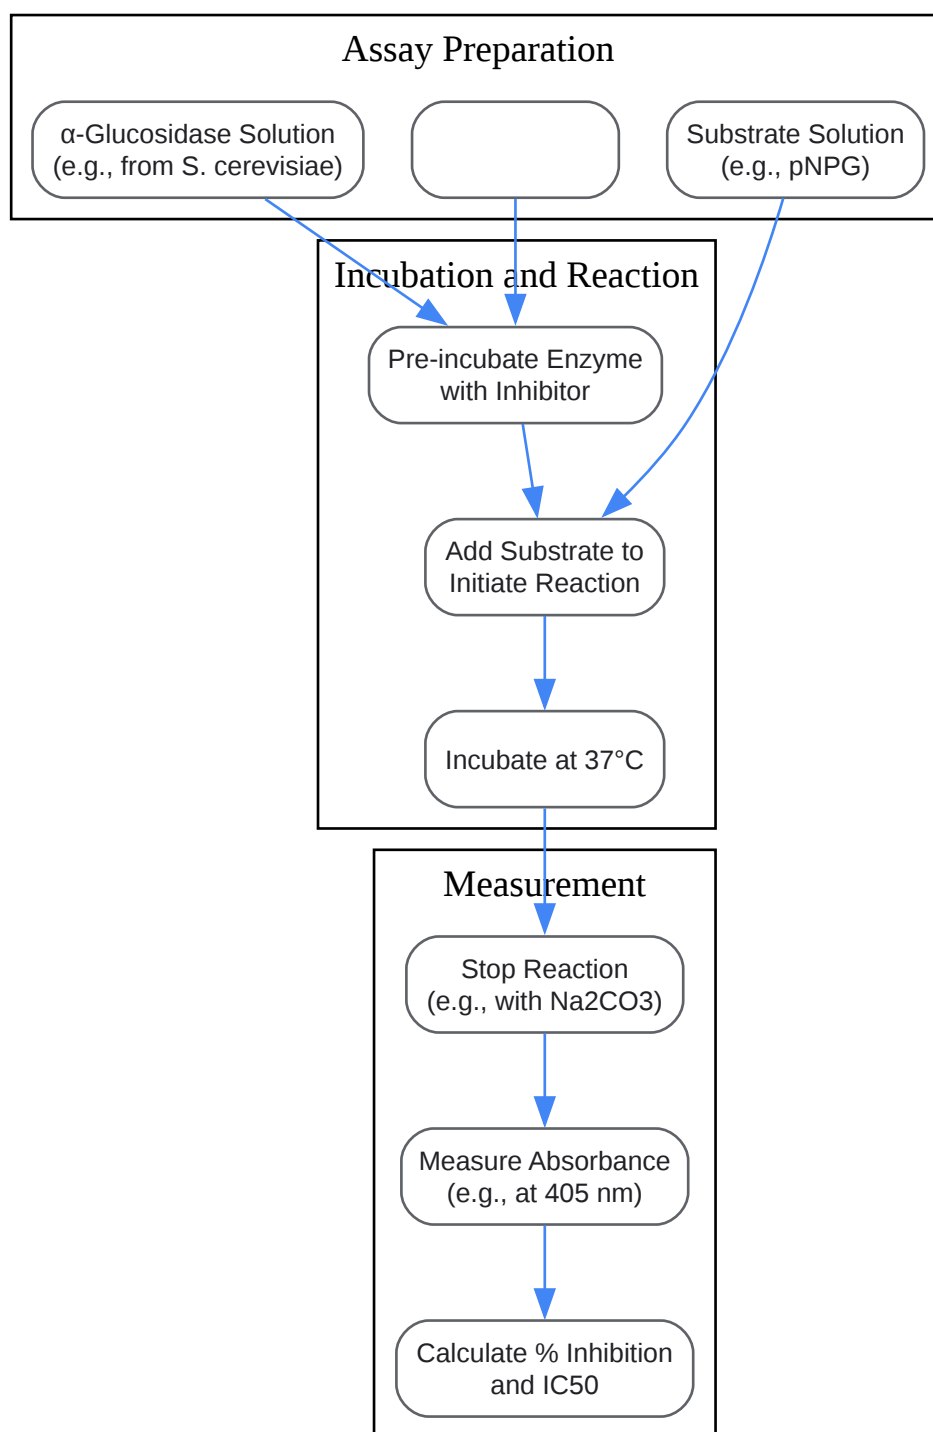 Assay Preparation
α-Glucosidase Solution
(e.g., from S. cerevisiae)
Substrate Solution
(e.g., pNPG)
Incubation and Reaction
Pre-incubate Enzyme
with Inhibitor
Add Substrate to
Initiate Reaction
Incubate at 37°C
Measurement
Stop Reaction
(e.g., with Na2CO3)
Measure Absorbance
(e.g., at 405 nm)
Calculate % Inhibition
and IC50